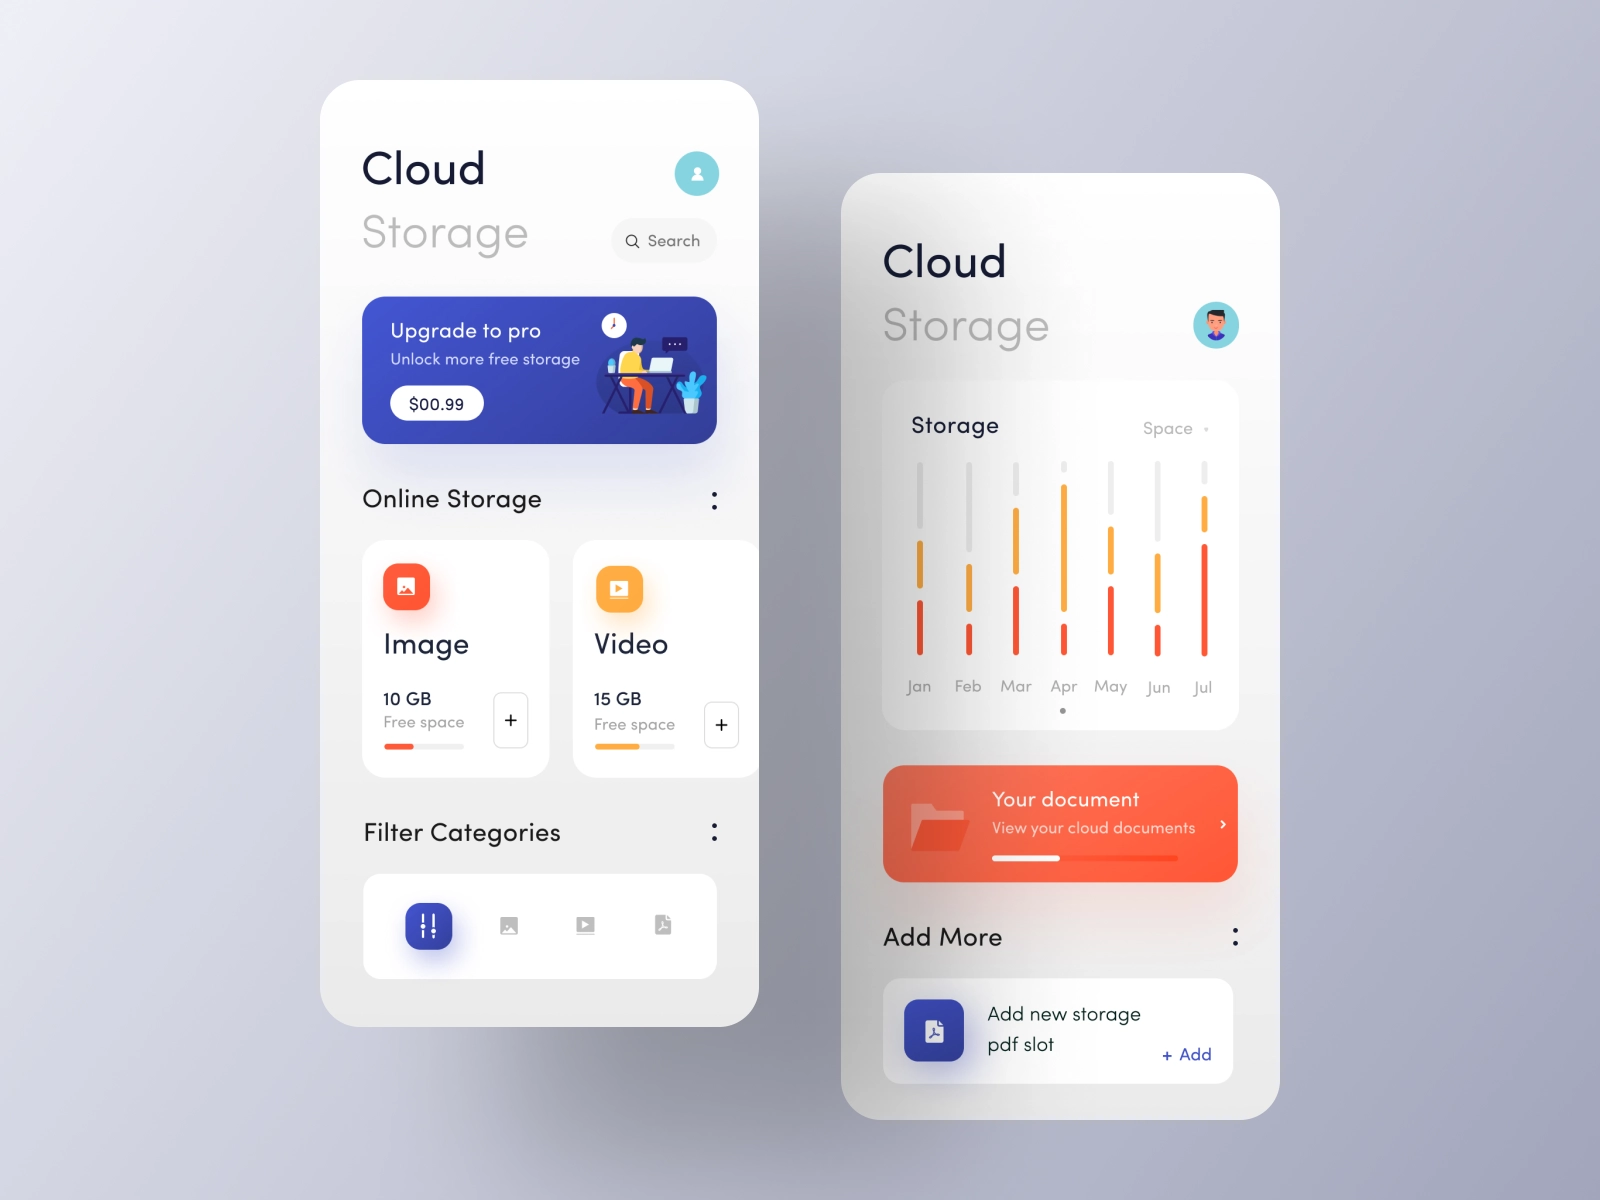 Cloud
Storage
Search
Upgrade to pro
Unlock more free storage
$00.99
Online Storage
Image
10 GB
Free space
+
Video
15 GB
Free space
+
Filter Categories
Cloud
Storage
Storage
Space
Jan Feb Mar Apr May Jun Jul
Your document
View your cloud documents
Add More
Add new storage
pdf slot
+ Add